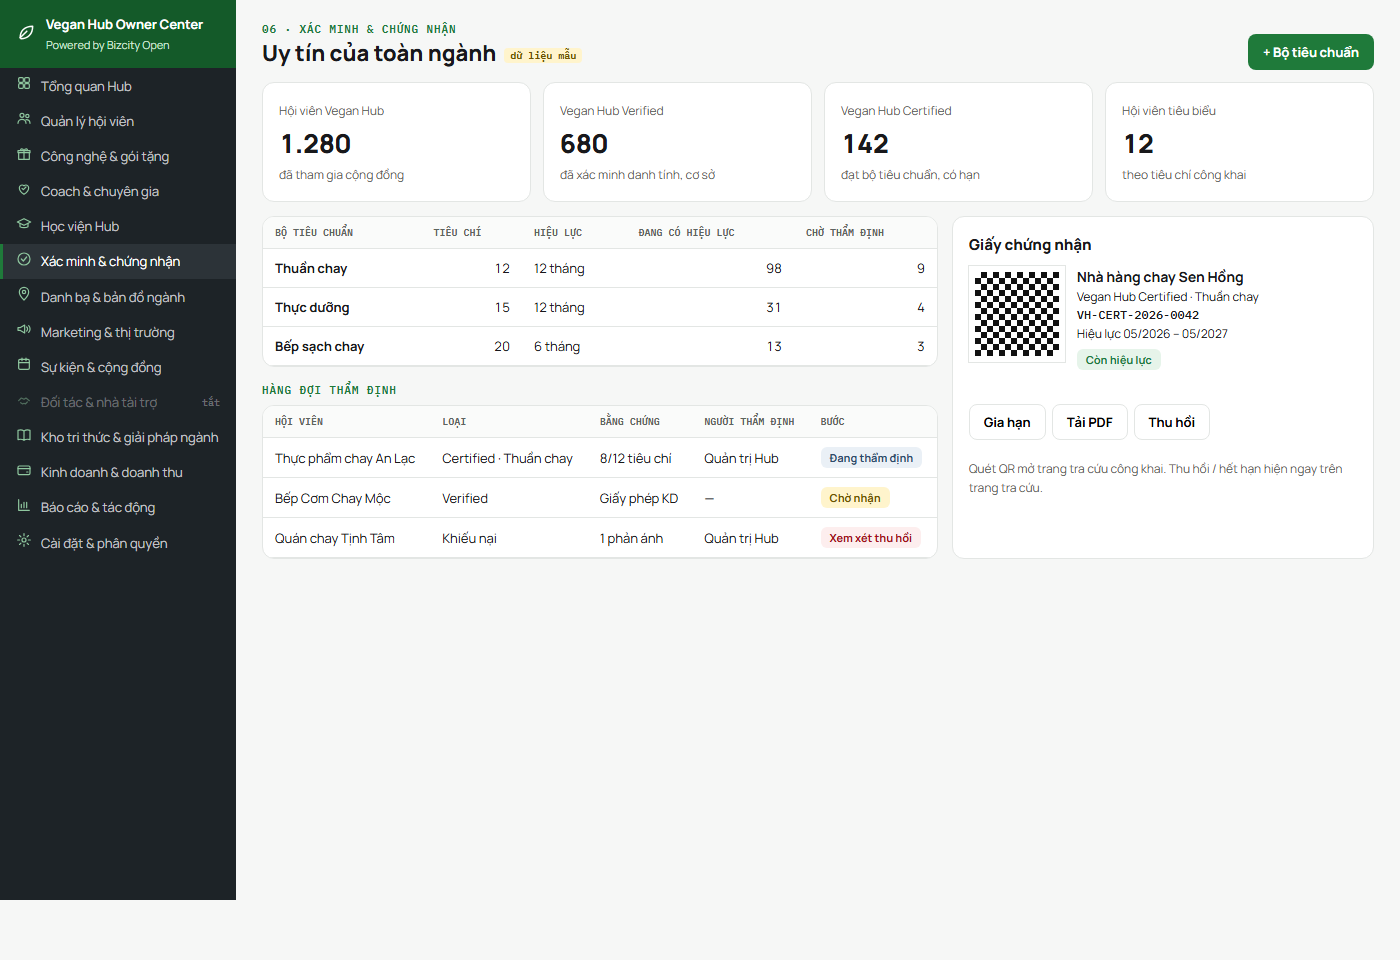 Vegan Hub Owner Center
Powered by Bizcity Open
Tổng quan Hub
Quản lý hội viên
Công nghệ & gói tặng
Coach & chuyên gia
Học viện Hub
Xác minh & chứng nhận
Danh bạ & bản đồ ngành
Marketing & thị trường
Sự kiện & cộng đồng
Đối tác & nhà tài trợ tắt
Kho tri thức & giải pháp ngành
Kinh doanh & doanh thu
Báo cáo & tác động
Cài đặt & phân quyền
06 · XÁC MINH & CHỨNG NHẬN
Uy tín của toàn ngành dữ liệu mẫu
+ Bộ tiêu chuẩn
Hội viên Vegan Hub
1.280
đã tham gia cộng đồng
Vegan Hub Verified
680
đã xác minh danh tính, cơ sở
Vegan Hub Certified
142
đạt bộ tiêu chuẩn, có hạn
Hội viên tiêu biểu
12
theo tiêu chí công khai
BỘ TIÊU CHUẨN TIÊU CHÍ HIỆU LỰC ĐANG CÓ HIỆU LỰC CHỜ THẨM ĐỊNH
Thuần chay 12 12 tháng 98 9
Thực dưỡng 15 12 tháng 31 4
Bếp sạch chay 20 6 tháng 13 3
HÀNG ĐỢI THẨM ĐỊNH
HỘI VIÊN LOẠI BẰNG CHỨNG NGƯỜI THẨM ĐỊNH BƯỚC
Thực phẩm chay An Lạc Certified · Thuần chay 8/12 tiêu chí Quản trị Hub Đang thẩm định
Bếp Cơm Chay Mộc Verified Giấy phép KD — Chờ nhận
Quán chay Tịnh Tâm Khiếu nại 1 phản ánh Quản trị Hub Xem xét thu hồi
Giấy chứng nhận
Nhà hàng chay Sen Hồng
Vegan Hub Certified · Thuần chay
VH-CERT-2026-0042
Hiệu lực 05/2026 – 05/2027
Còn hiệu lực
Gia hạn Tải PDF Thu hồi
Quét QR mở trang tra cứu công khai. Thu hồi / hết hạn hiện ngay trên
trang tra cứu.